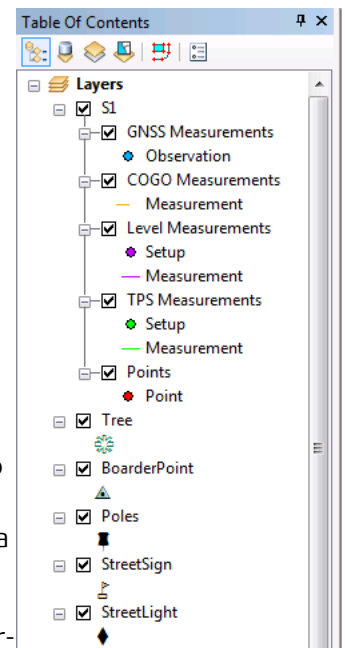 Table Of Contents
Layers
S1
GNSS Measurements
Observation
COGO Measurements
Measurement
Level Measurements
Setup
Measurement
TPS Measurements
Setup
Measurement
Points
Point
Tree
BoarderPoint
Poles
a
StreetSign
StreetLight
r-